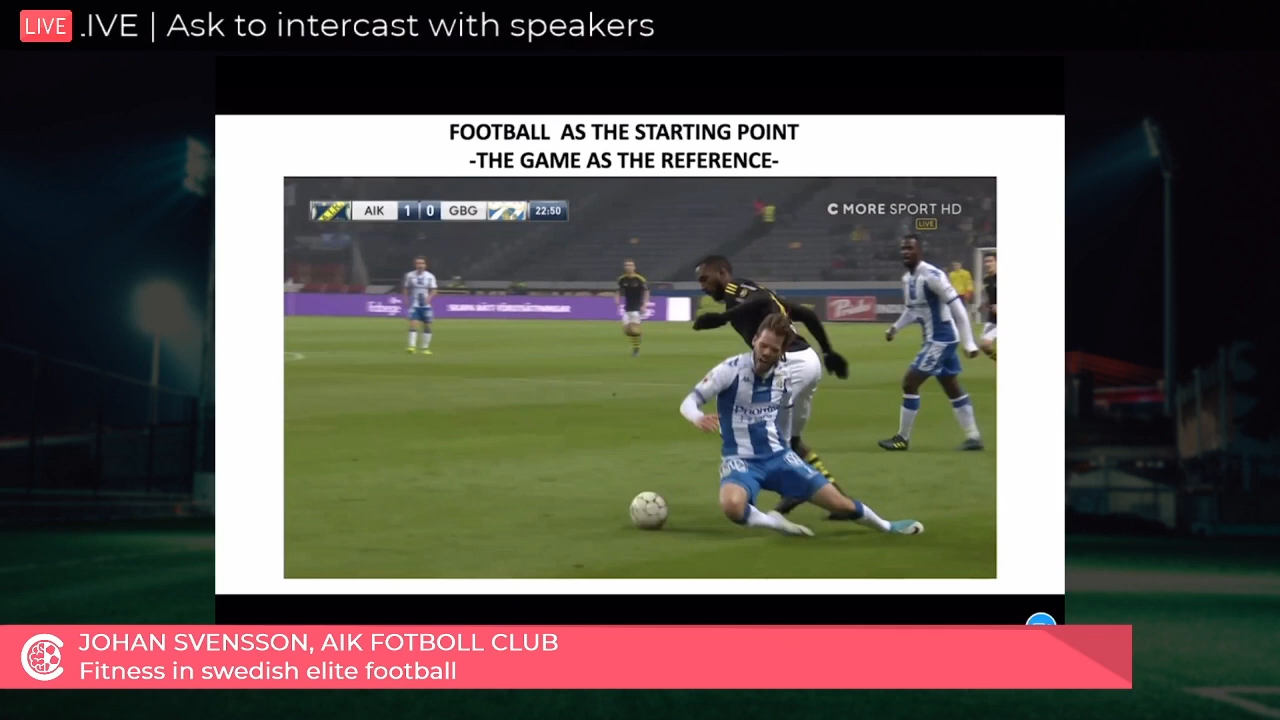 LIVE
.IVE | Ask to intercast with speakers
FOOTBALL AS THE STARTING POINT
-THE GAME AS THE REFERENCE-
AIK 1 0 GBG 22:50
C MORE SPORT HD
LIVE
JOHAN SVENSSON, AIK FOTBOLL CLUB
Fitness in swedish elite football